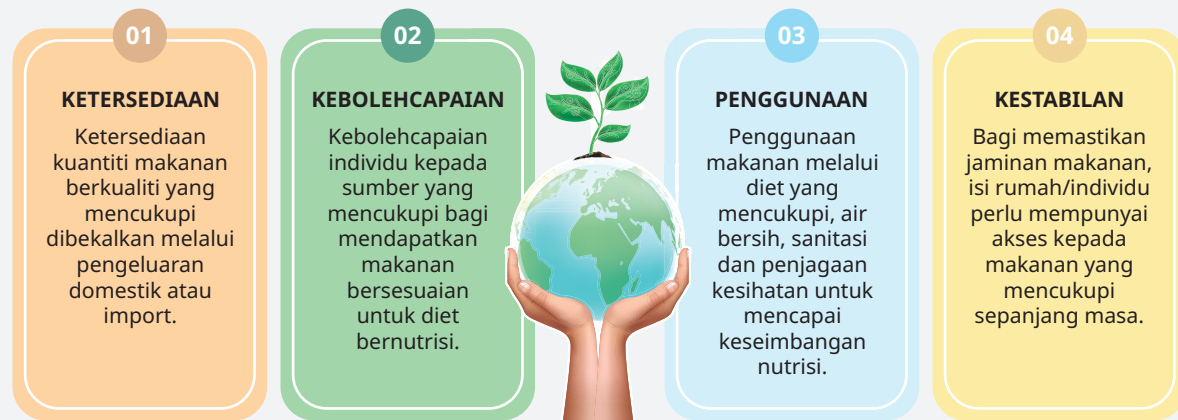 01
KETERSEDIAAN
Ketersediaan
kuantiti makanan
berkualiti yang
mencukupi
dibekalkan melalui
pengeluaran
domestik atau
import.
02
KEBOLEHCAPAIAN
Kebolehcapaian
individu kepada
sumber yang
mencukupi bagi
mendapatkan
makanan
bersesuaian
untuk diet
bernutrisi.
03
PENGGUNAAN
Penggunaan
makanan melalui
diet yang
mencukupi, air
bersih, sanitasi
dan penjagaan
kesihatan untuk
mencapai
keseimbangan
nutrisi.
04
KESTABILAN
Bagi memastikan
jaminan makanan,
isi rumah/individu
perlu mempunyai
akses kepada
makanan yang
mencukupi
sepanjang masa.